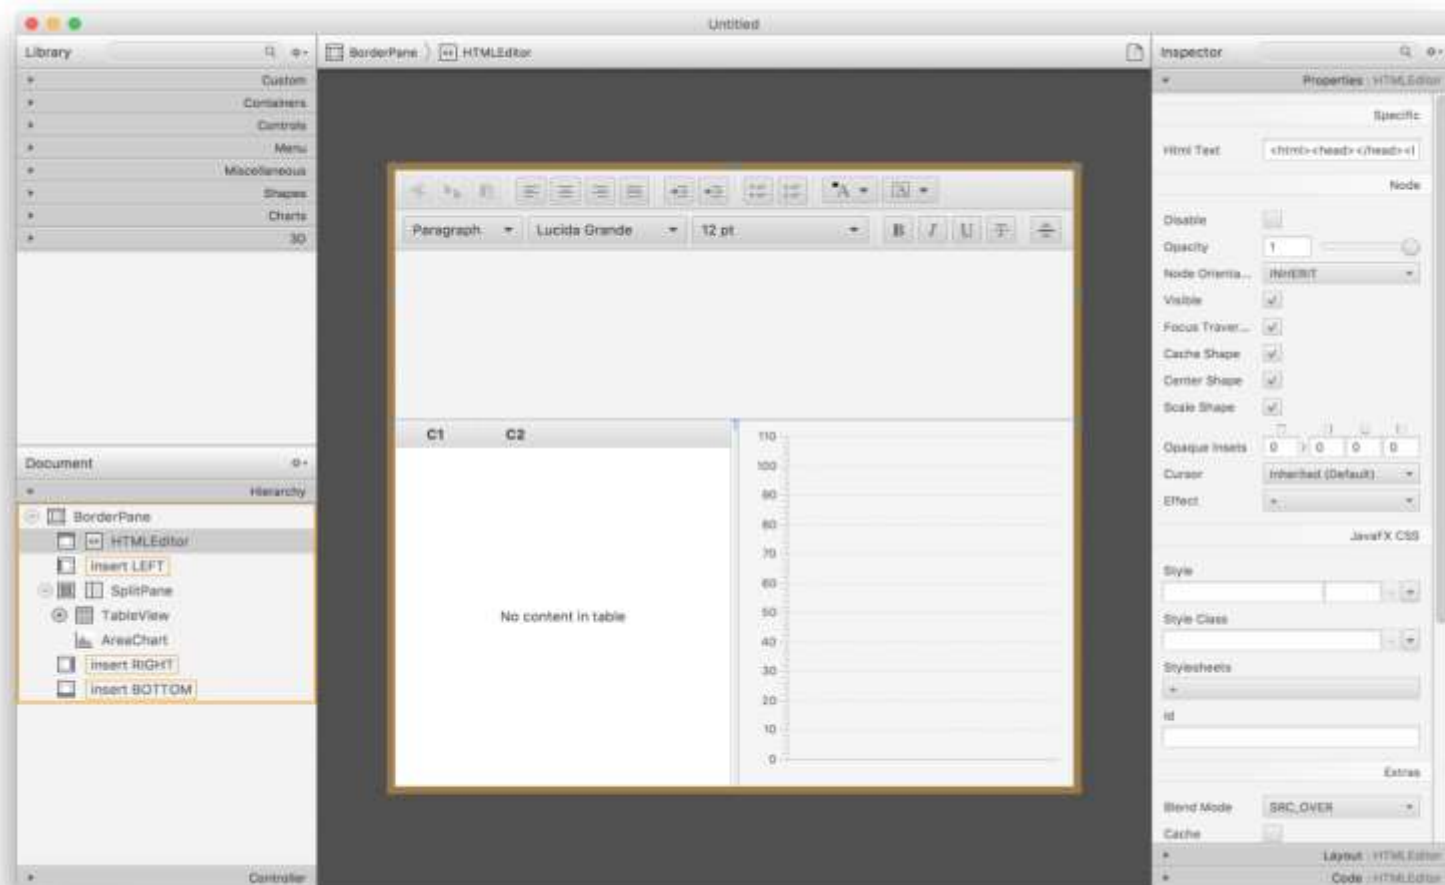 Untitled
Library
BorderPane HTMLEditor
Inspector
Custom
Containers
Controls
Menu
Miscellaneous
Shapes
Charts
3D
Document
Hierarchy
BorderPane
HTMLEditor
insert LEFT
SplitPane
TableView
AreaChart
insert RIGHT
insert BOTTOM
Controller
A
Paragraph
Lucida Grande
12 pt
B I U T
C1 C2
No content in table
110
100
90
80
70
60
50
40
30
20
10
0
Properties : HTMLEditor
Specific
Html Text <html><head></head><
Node
Disable
Opacity 1
Node Orienta... INHERIT
Visible
Focus Traver...
Cache Shape
Center Shape
Scale Shape
Opaque Insets 0 0 0 0
Cursor Inherited (Default)
Effect +
JavaFX CSS
Style
Style Class
Stylesheets
+
Id
Extras
Blend Mode SRC_OVER
Cache
Layout : HTMLEditor
Code : HTMLEditor